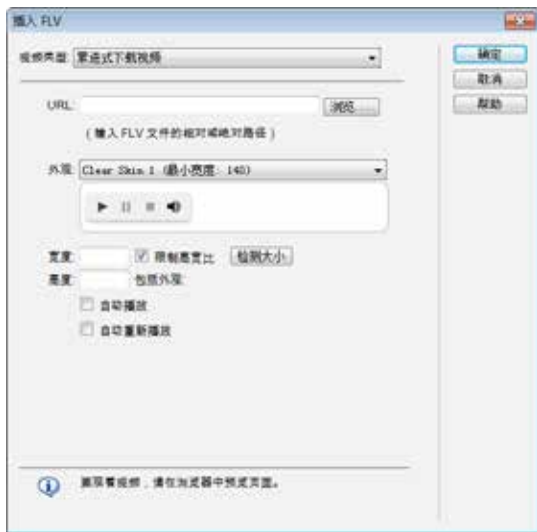 插入 FLV
视频类型: 累进式下载视频
确定
取消
帮助
URL:
浏览...
(输入 FLV 文件的相对或绝对路径)
外观: Clear Skin 1 (最小宽度: 140)
宽度: 限制高宽比 检测大小
高度: 包括外观:
自动播放
自动重新播放
要观看视频，请在浏览器中预览页面。